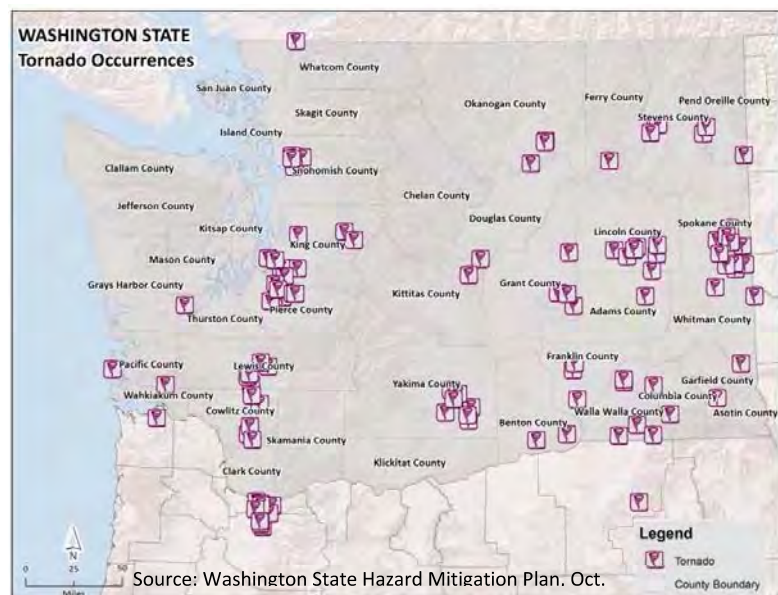 WASHINGTON STATE
Tornado Occurrences
Whatcom County
San Juan County
Skagit County
Island County
Okanogan County
Ferry County
Pend Oreille County
Stevens County
Clallam County
Snohomish County
Chelan County
Jefferson County
Kitsap County
King County
Douglas County
Lincoln County
Spokane County
Mason County
Grays Harbor County
Kittitas County
Grant County
Pierce County
Thurston County
Adams County
Whitman County
Pacific County
Lewis County
Yakima County
Franklin County
Garfield County
Wahkiakum County
Columbia County
Cowlitz County
Benton County
Walla Walla County
Asotin County
Skamania County
Clark County
Klickitat County
N
0 25 50
Miles
Source: Washington State Hazard Mitigation Plan. Oct.
Legend
Tornado
County Boundary